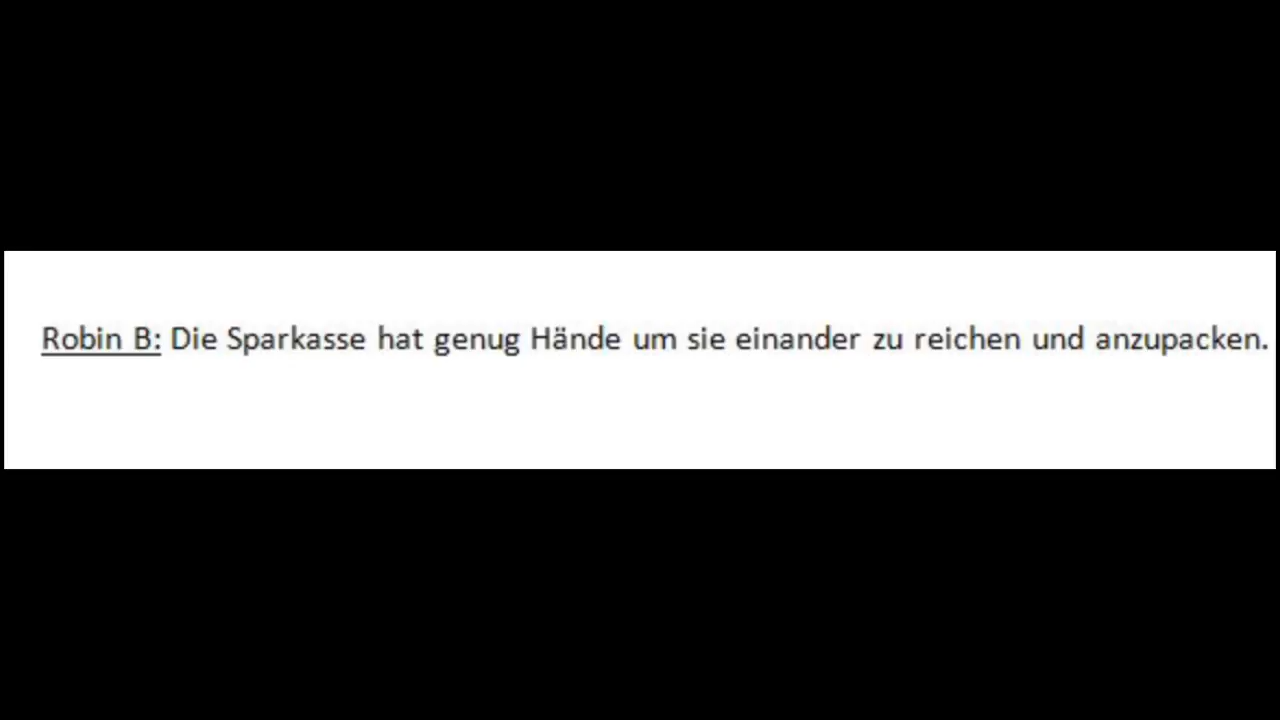 Robin B: Die Sparkasse hat genug Hände um sie einander zu reichen und anzupacken.